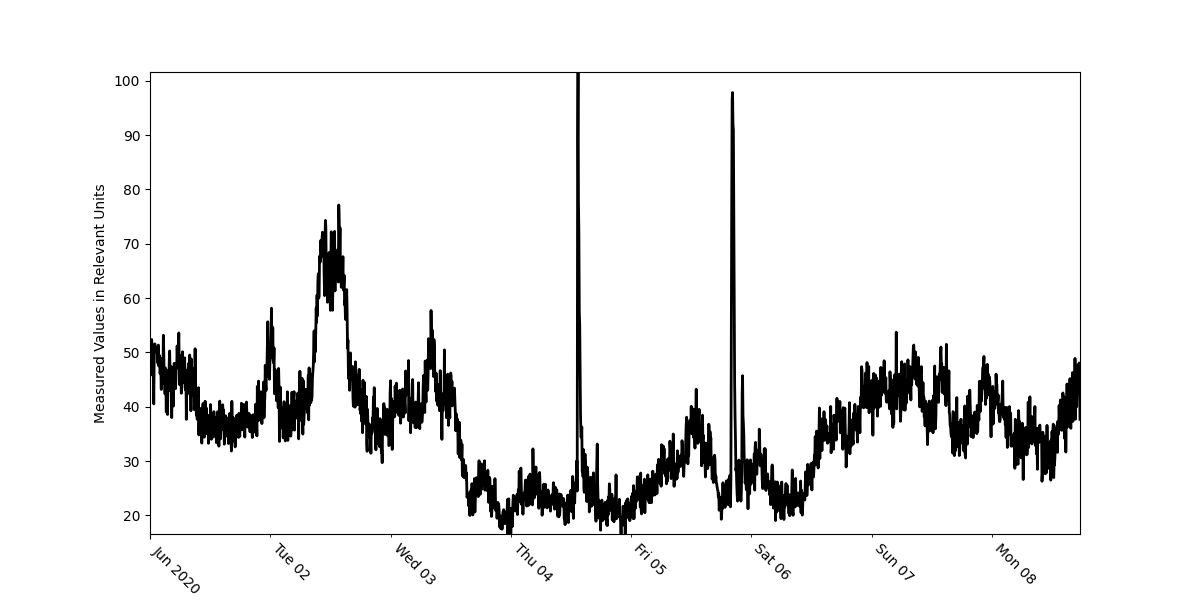 100
90
80
70
60
50
40
30
20
Measured Values in Relevant Units
Jun 2020
Tue 02
Wed 03
Thu 04
Fri 05
Sat 06
Sun 07
Mon 08